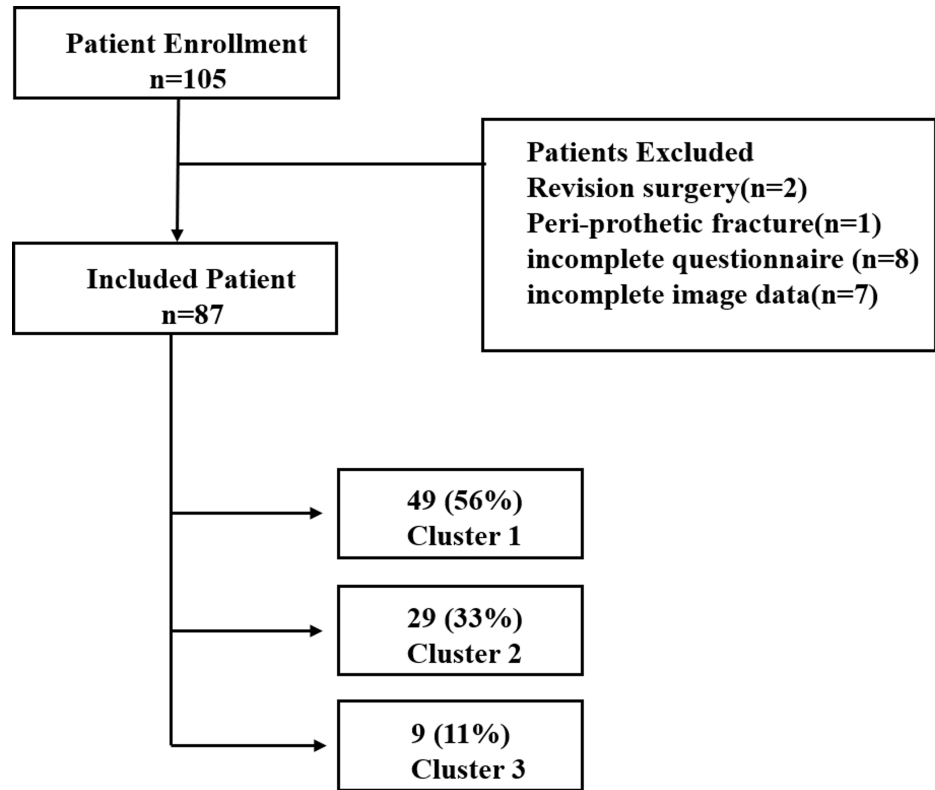 Patient Enrollment
n=105
Patients Excluded
Revision surgery(n=2)
Peri-prothetic fracture(n=1)
incomplete questionnaire (n=8)
incomplete image data(n=7)
Included Patient
n=87
49 (56%)
Cluster 1
29 (33%)
Cluster 2
9 (11%)
Cluster 3